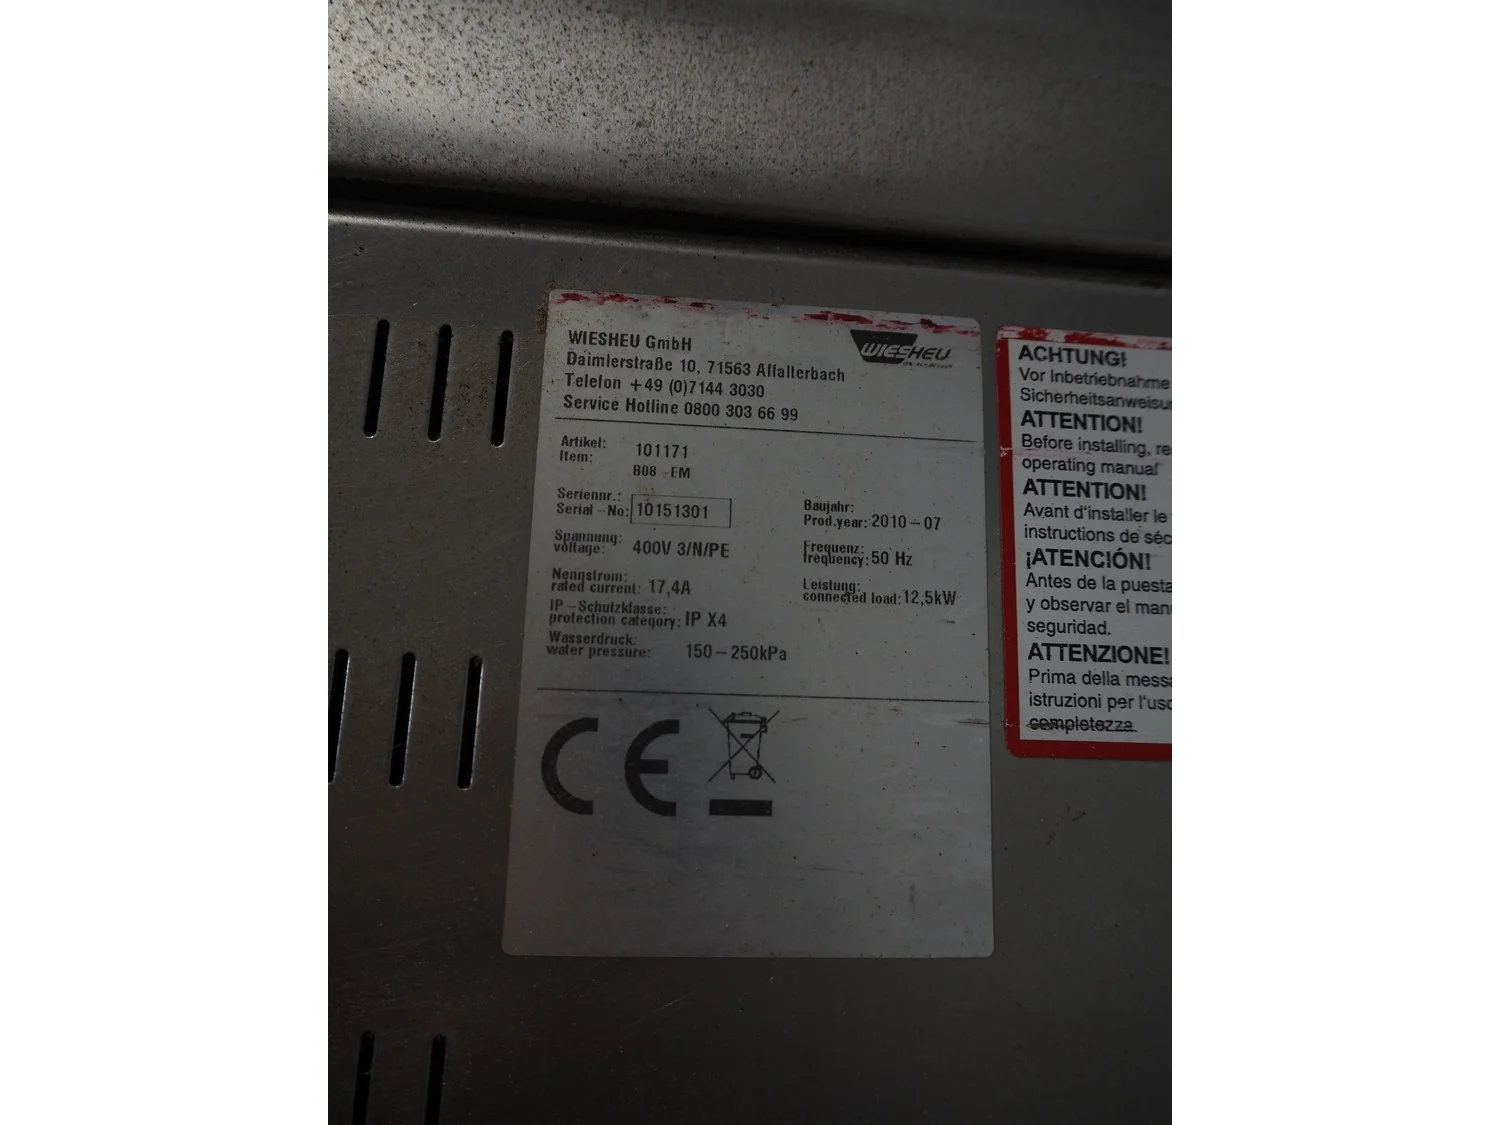 WIESHEU GmbH
Daimlerstraße 10, 71563 Affalterbach
Telefon +49 (0)7144 3030
Service Hotline 0800 303 66 99
WIESHEU
Artikel:
Item:
101171
B08-EM
Seriennr.:
Serial-No: 10151301
Baujahr:
Prod.year: 2010-07
Spannung:
voltage: 400V 3/N/PE
Frequenz:
frequency: 50 Hz
Nennstrom:
rated current: 17,4A
Leistung:
connected load: 12,5kW
IP-Schutzklasse:
protection category: IP X4
Wasserdruck:
water pressure: 150-250kPa
CE
ACHTUNG!
Vor Inbetriebnahme
Sicherheitsanweisu
ATTENTION!
Before installing, re
operating manual
ATTENTION!
Avant d'installer le
instructions de séc
¡ATENCIÓN!
Antes de la puesta
y observar el man
seguridad.
ATTENZIONE!
Prima della messa
istruzioni per l'uso
completezza.